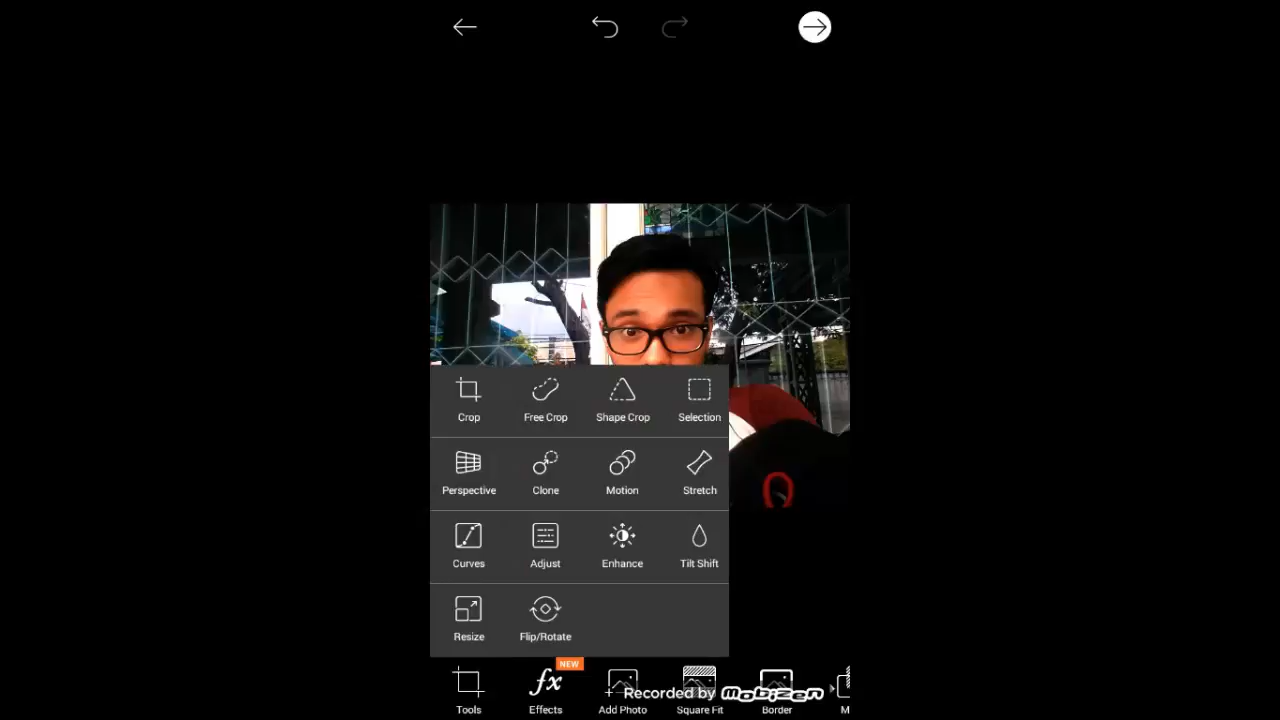 Crop Free Crop Shape Crop Selection
Perspective Clone Motion Stretch
Curves Adjust Enhance Tilt Shift
Resize Flip/Rotate
NEW
fx
Recorded by Mobizen
Tools Effects Add Photo Square Fit Border M